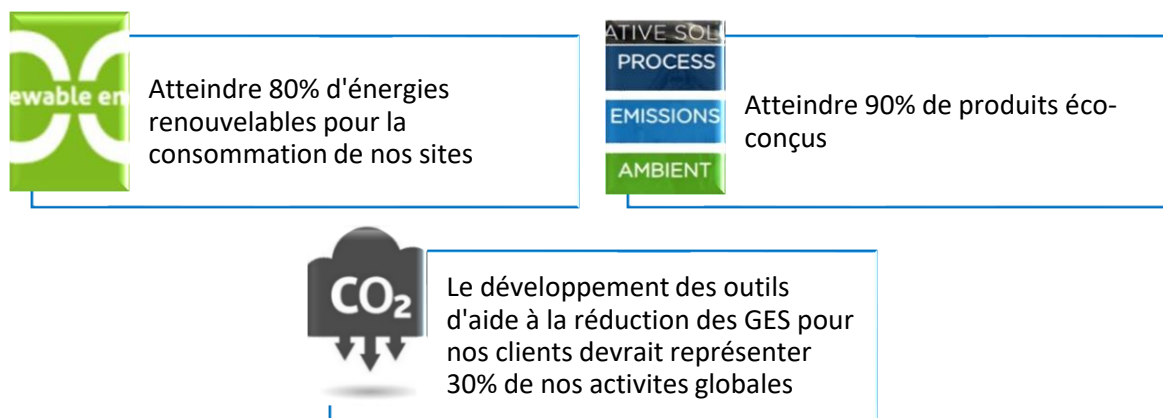 ewable en
Atteindre 80% d'énergies
renouvelables pour la
consommation de nos sites
ATIVE SOL
PROCESS
EMISSIONS
AMBIENT
Atteindre 90% de produits éco-
conçus
CO₂
Le développement des outils
d'aide à la réduction des GES pour
nos clients devrait représenter
30% de nos activites globales